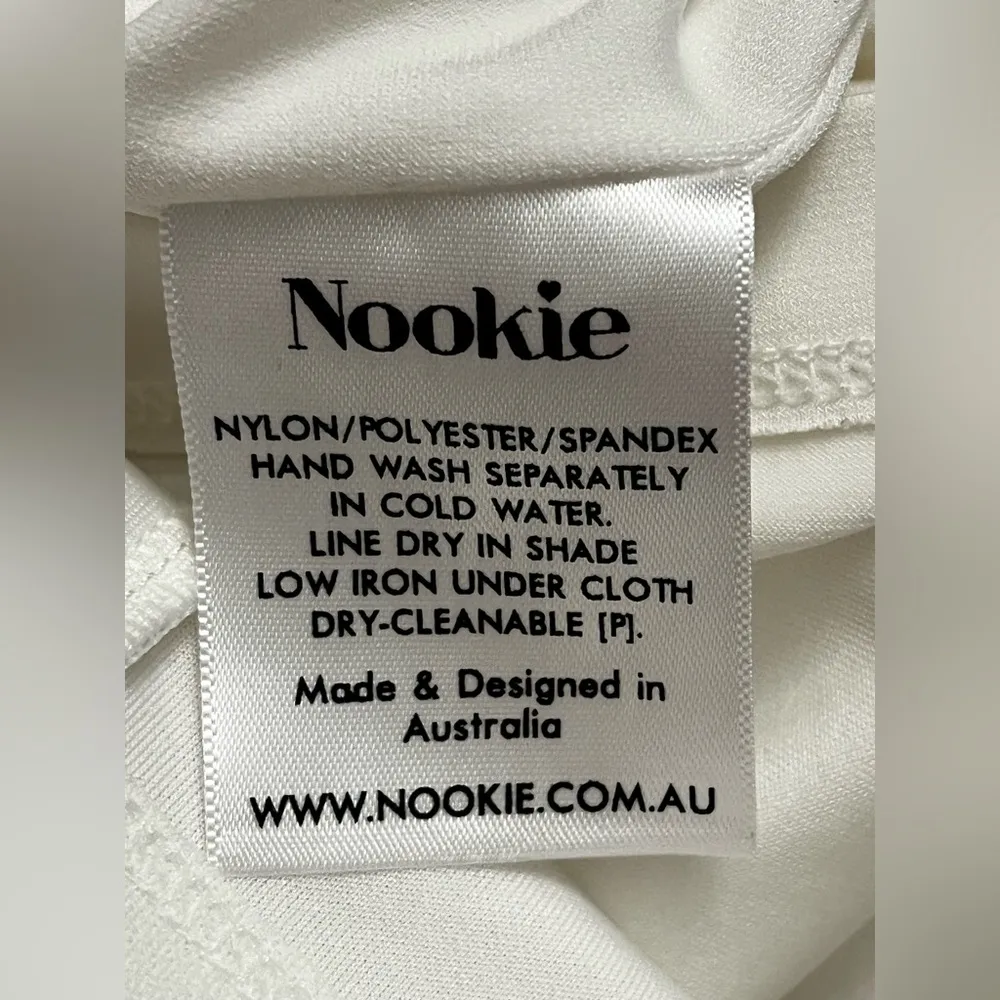 Nookie
NYLON/POLYESTER/SPANDEX
HAND WASH SEPARATELY
IN COLD WATER.
LINE DRY IN SHADE
LOW IRON UNDER CLOTH
DRY-CLEANABLE [P].
Made & Designed in
Australia
WWW.NOOKIE.COM.AU